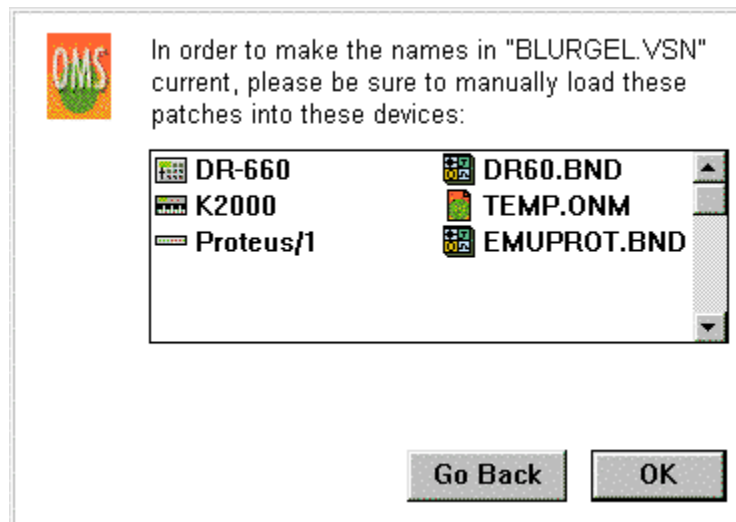 OMS
In order to make the names in "BLURGEL.VSN"
current, please be sure to manually load these
patches into these devices:
DR-660 DR60.BND
K2000 TEMP.ONM
Proteus/1 EMUPROT.BND
Go Back OK